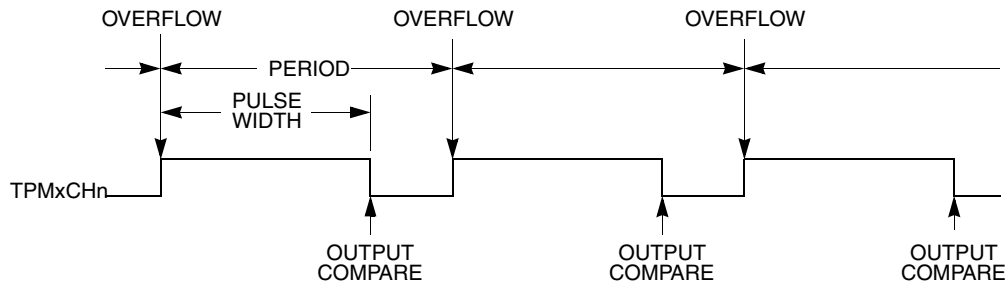 OVERFLOW
OVERFLOW
OVERFLOW
PERIOD
PULSE
WIDTH
TPMxCHn
OUTPUT
COMPARE
OUTPUT
COMPARE
OUTPUT
COMPARE